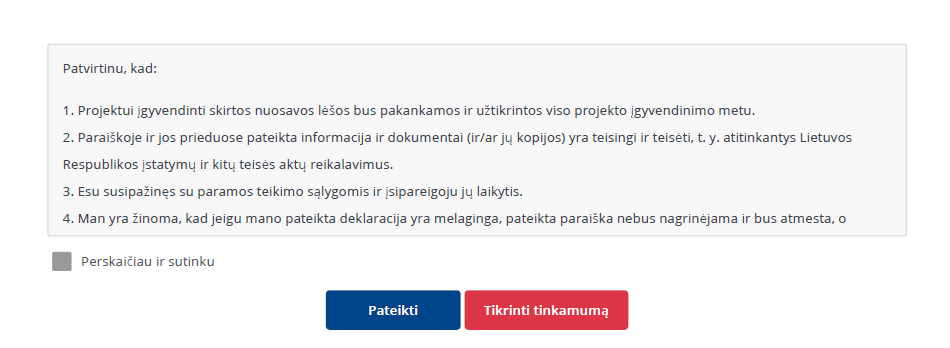 Patvirtinu, kad:
1. Projektui įgyvendinti skirtos nuosavos lėšos bus pakankamos ir užtikrintos viso projekto įgyvendinimo metu.
2. Paraiškoje ir jos prieduose pateikta informacija ir dokumentai (ir/ar jų kopijos) yra teisingi ir teisėti, t. y. atitinkantys Lietuvos
Respublikos įstatymų ir kitų teisės aktų reikalavimus.
3. Esu susipažinęs su paramos teikimo sąlygomis ir įsipareigoju jų laikytis.
4. Man yra žinoma, kad jeigu mano pateikta deklaracija yra melaginga, pateikta paraiška nebus nagrinėjama ir bus atmesta, o
Perskaičiau ir sutinku
Pateikti
Tikrinti tinkamumą